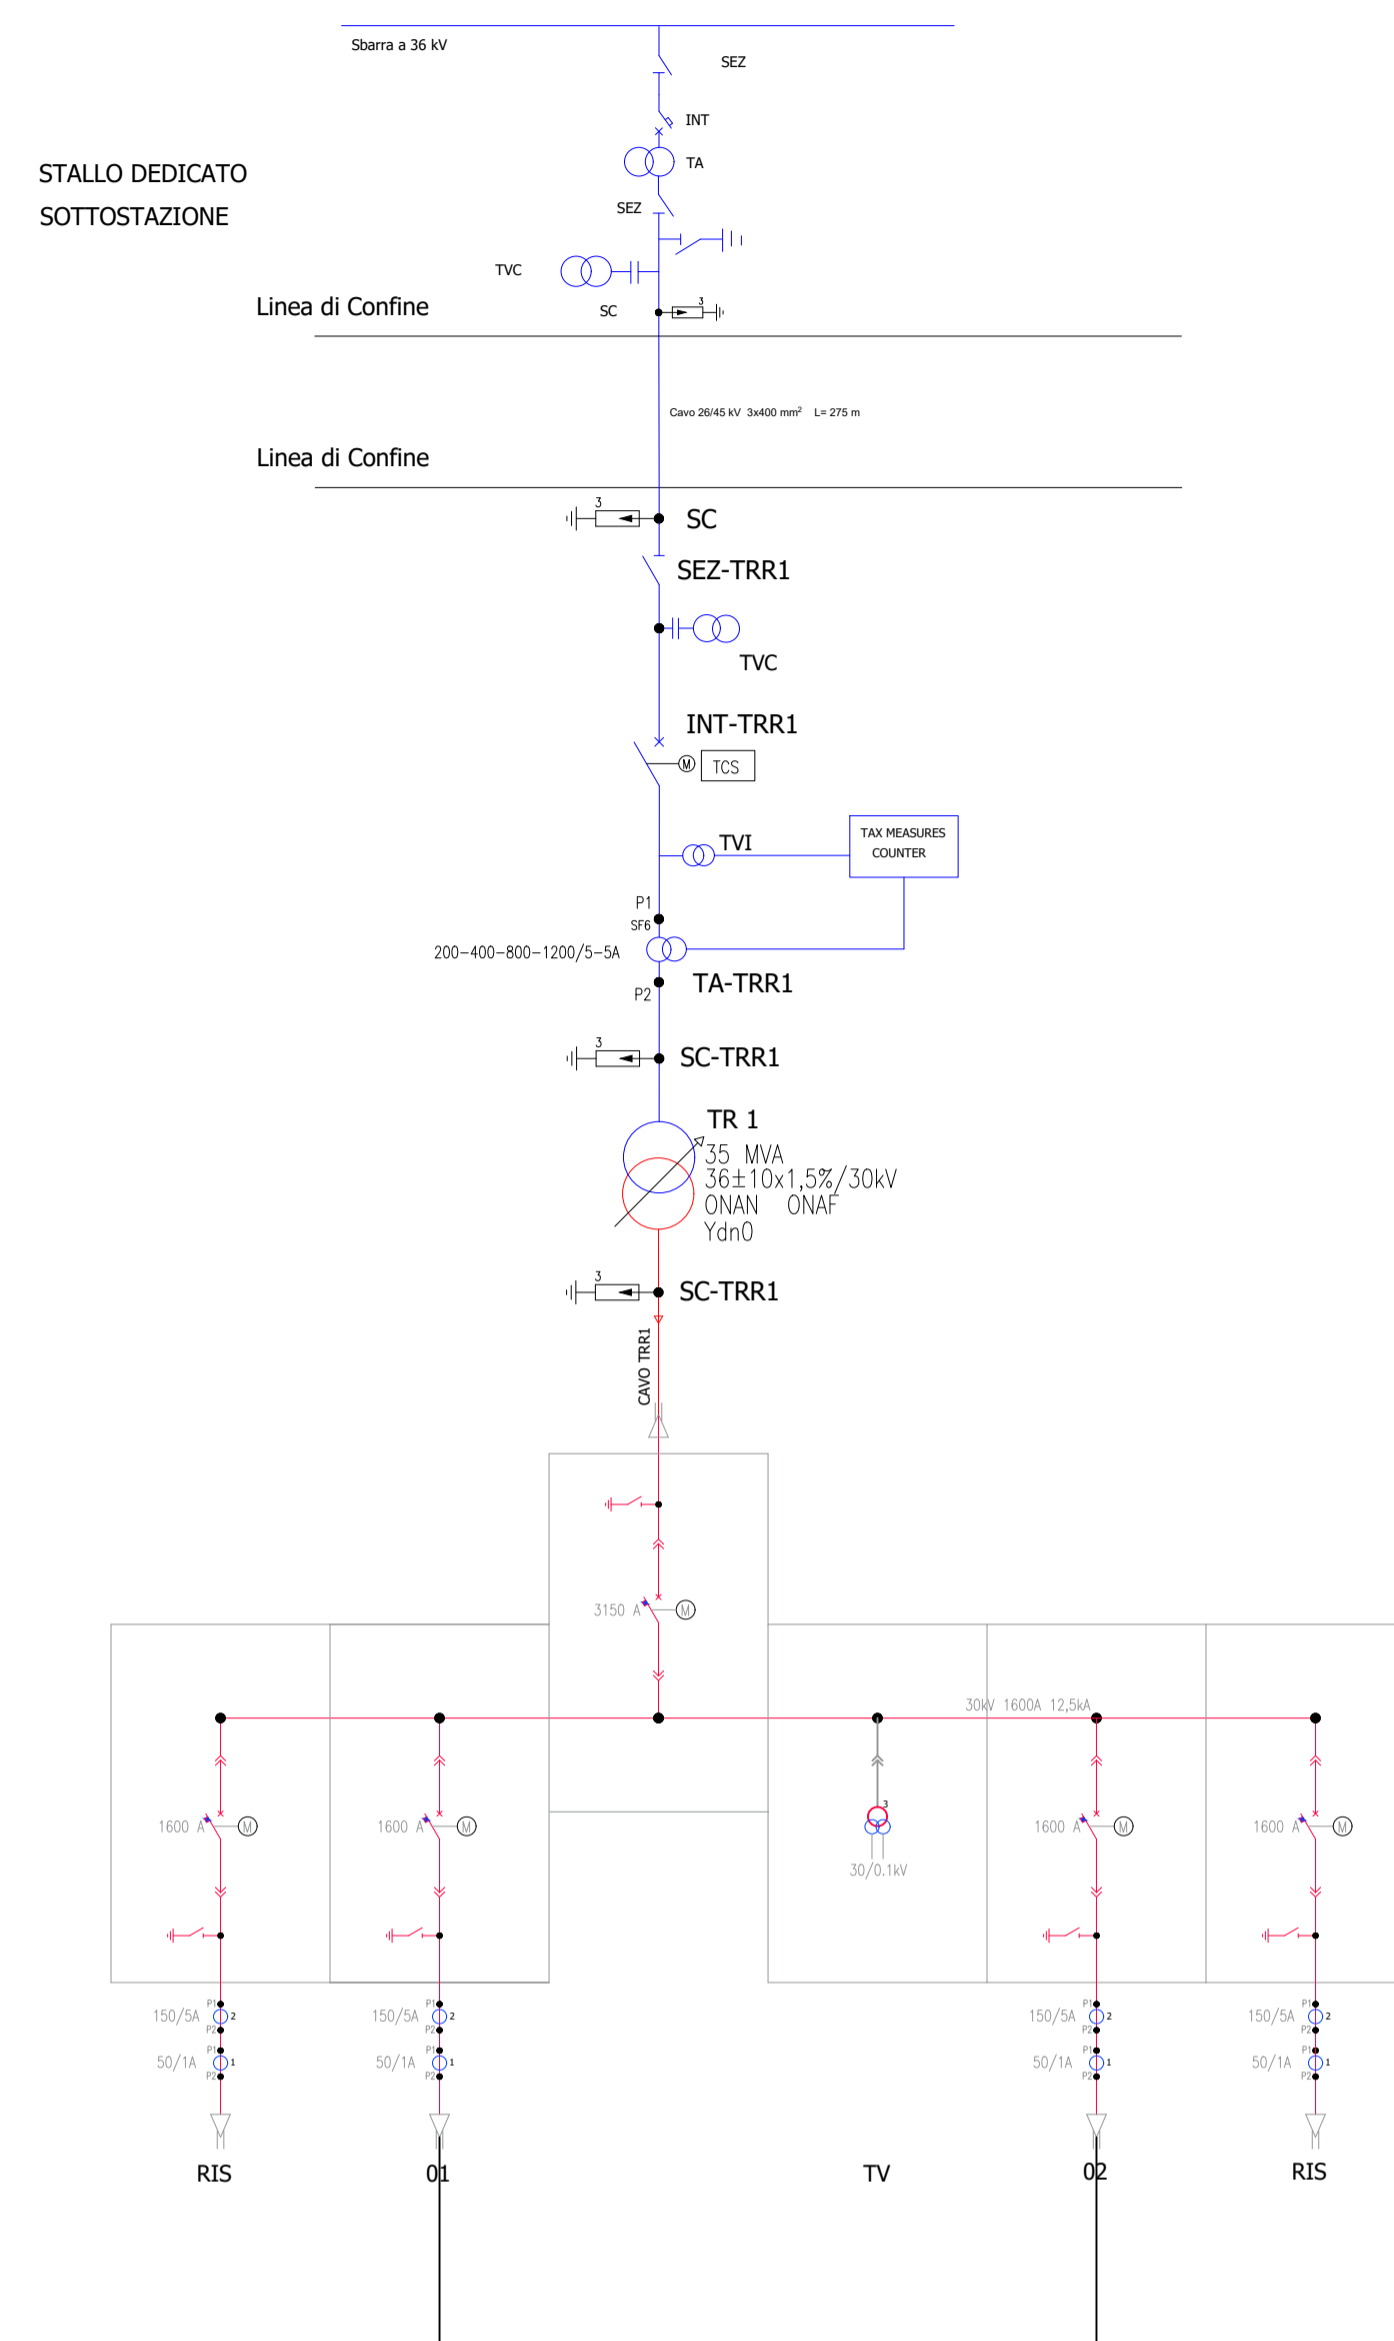 Sbarra a 36 kV
SEZ
INT
TA
STALLO DEDICATO
SOTTOSTAZIONE
SEZ
TVC
Linea di Confine
SC
3
Cavo 26/45 kV 3x400 mm² L= 275 m
Linea di Confine
3
SC
SEZ-TRR1
TVC
INT-TRR1
M
TCS
TVI
TAX MEASURES
COUNTER
P1
SF6
200-400-800-1200/5-5A
TA-TRR1
P2
3
SC-TRR1
TR 1
35 MVA
36±10x1,5%/30kV
ONAN ONAF
Ydn0
3
SC-TRR1
CAVO TRR1
3150 A
M
30kV 1600A 12,5kA
3
1600 A M
1600 A M
1600 A M
1600 A M
30/0.1kV
150/5A P1 2 P2
150/5A P1 2 P2
150/5A P1 2 P2
150/5A P1 2 P2
50/1A P1 1 P2
50/1A P1 1 P2
50/1A P1 1 P2
50/1A P1 1 P2
RIS
01
TV
02
RIS